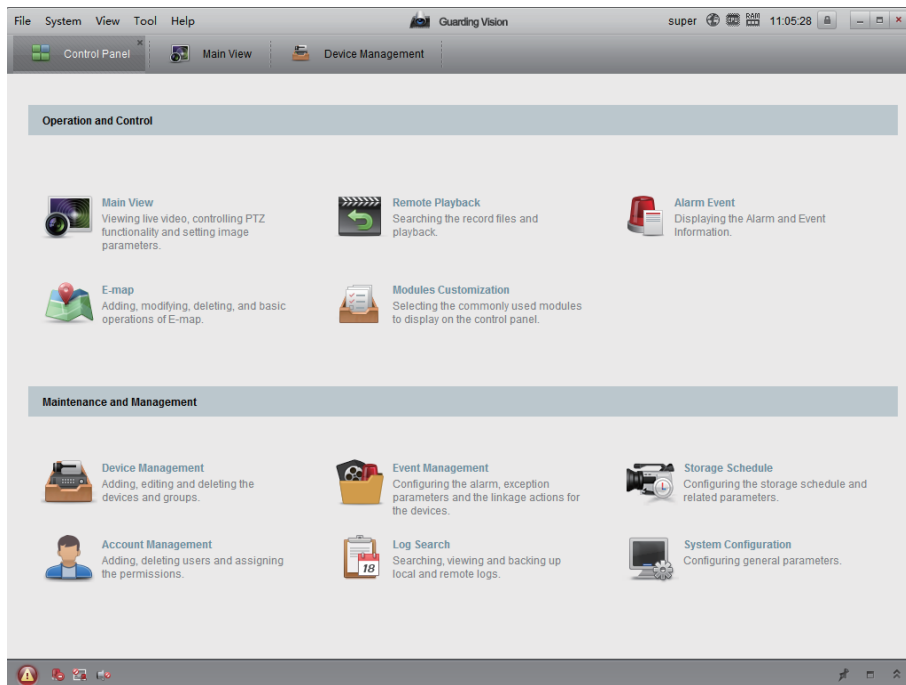 File System View Tool Help Guarding Vision super CPU RAM 11:05:28
Control Panel Main View Device Management
Operation and Control
Main View
Viewing live video, controlling PTZ
functionality and setting image
parameters.
Remote Playback
Searching the record files and
playback.
Alarm Event
Displaying the Alarm and Event
Information.
E-map
Adding, modifying, deleting, and basic
operations of E-map.
Modules Customization
Selecting the commonly used modules
to display on the control panel.
Maintenance and Management
Device Management
Adding, editing and deleting the
devices and groups.
Event Management
Configuring the alarm, exception
parameters and the linkage actions for
the devices.
Storage Schedule
Configuring the storage schedule and
related parameters.
Account Management
Adding, deleting users and assigning
the permissions.
18
Log Search
Searching, viewing and backing up
local and remote logs.
System Configuration
Configuring general parameters.